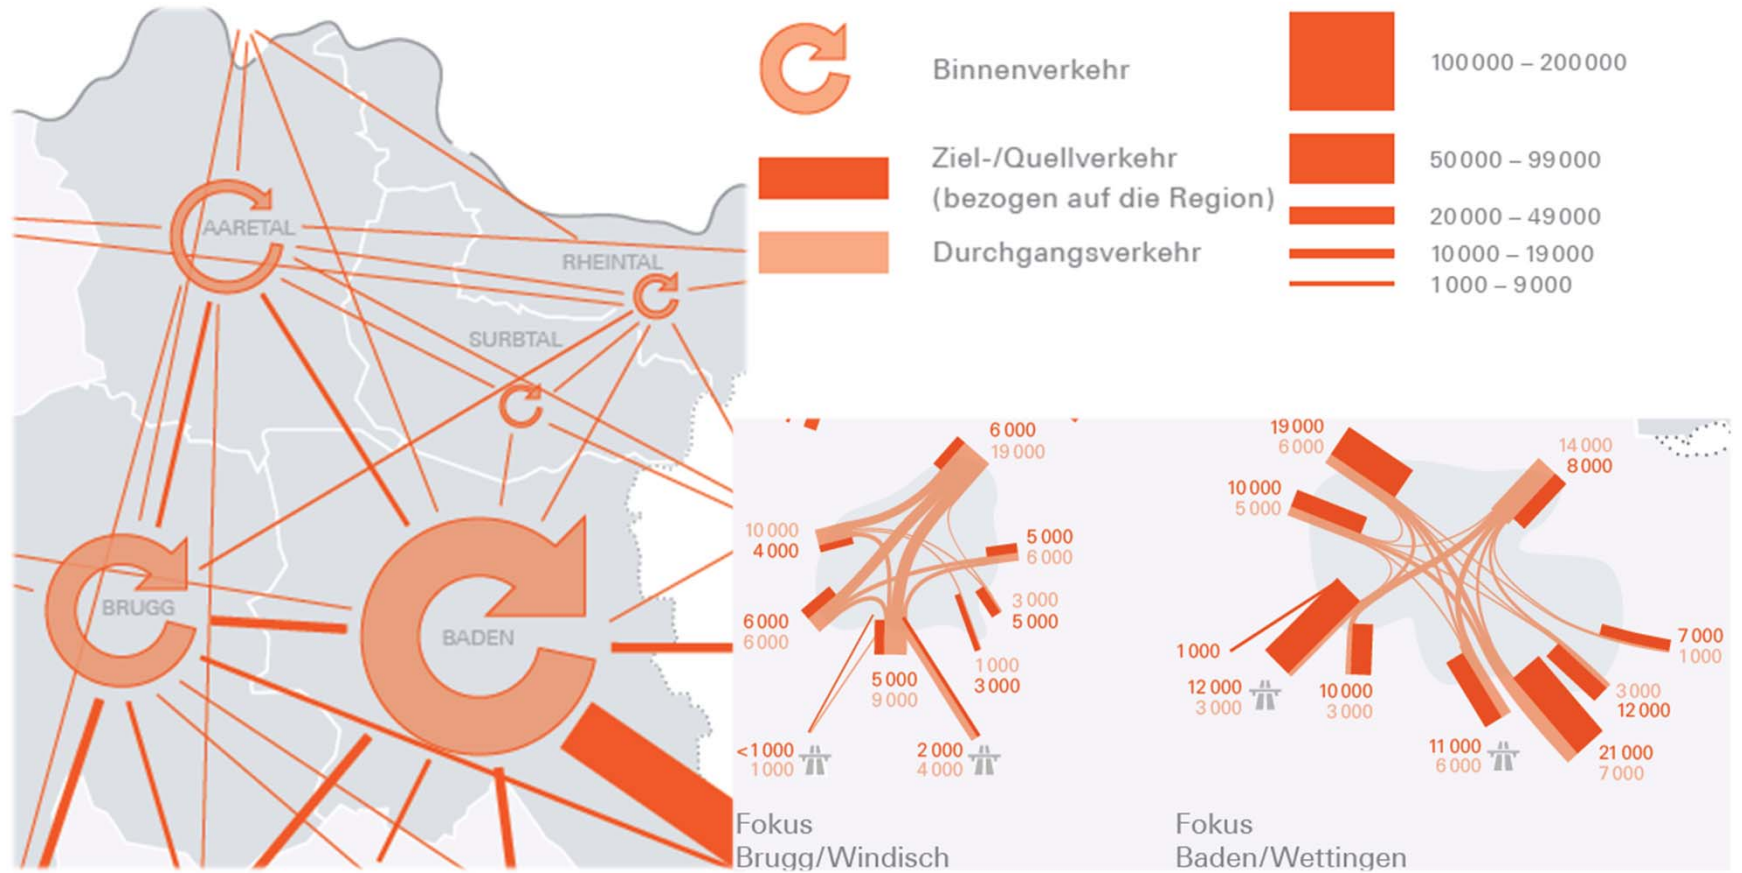 AARETAL
RHEINTAL
SURBTAL
BRUGG
BADEN
Binnenverkehr
Ziel-/Quellverkehr
(bezogen auf die Region)
Durchgangsverkehr
100 000 – 200 000
50 000 – 99 000
20 000 – 49 000
10 000 – 19 000
1 000 – 9 000
6 000
19 000
10 000
4 000
5 000
6 000
3 000
5 000
6 000
6 000
1 000
3 000
5 000
9 000
<1 000
1 000
2 000
4 000
Fokus
Brugg/Windisch
19 000
6 000
14 000
8 000
10 000
5 000
7 000
1 000
1 000
12 000
3 000
10 000
3 000
3 000
12 000
11 000
6 000
21 000
7 000
Fokus
Baden/Wettingen